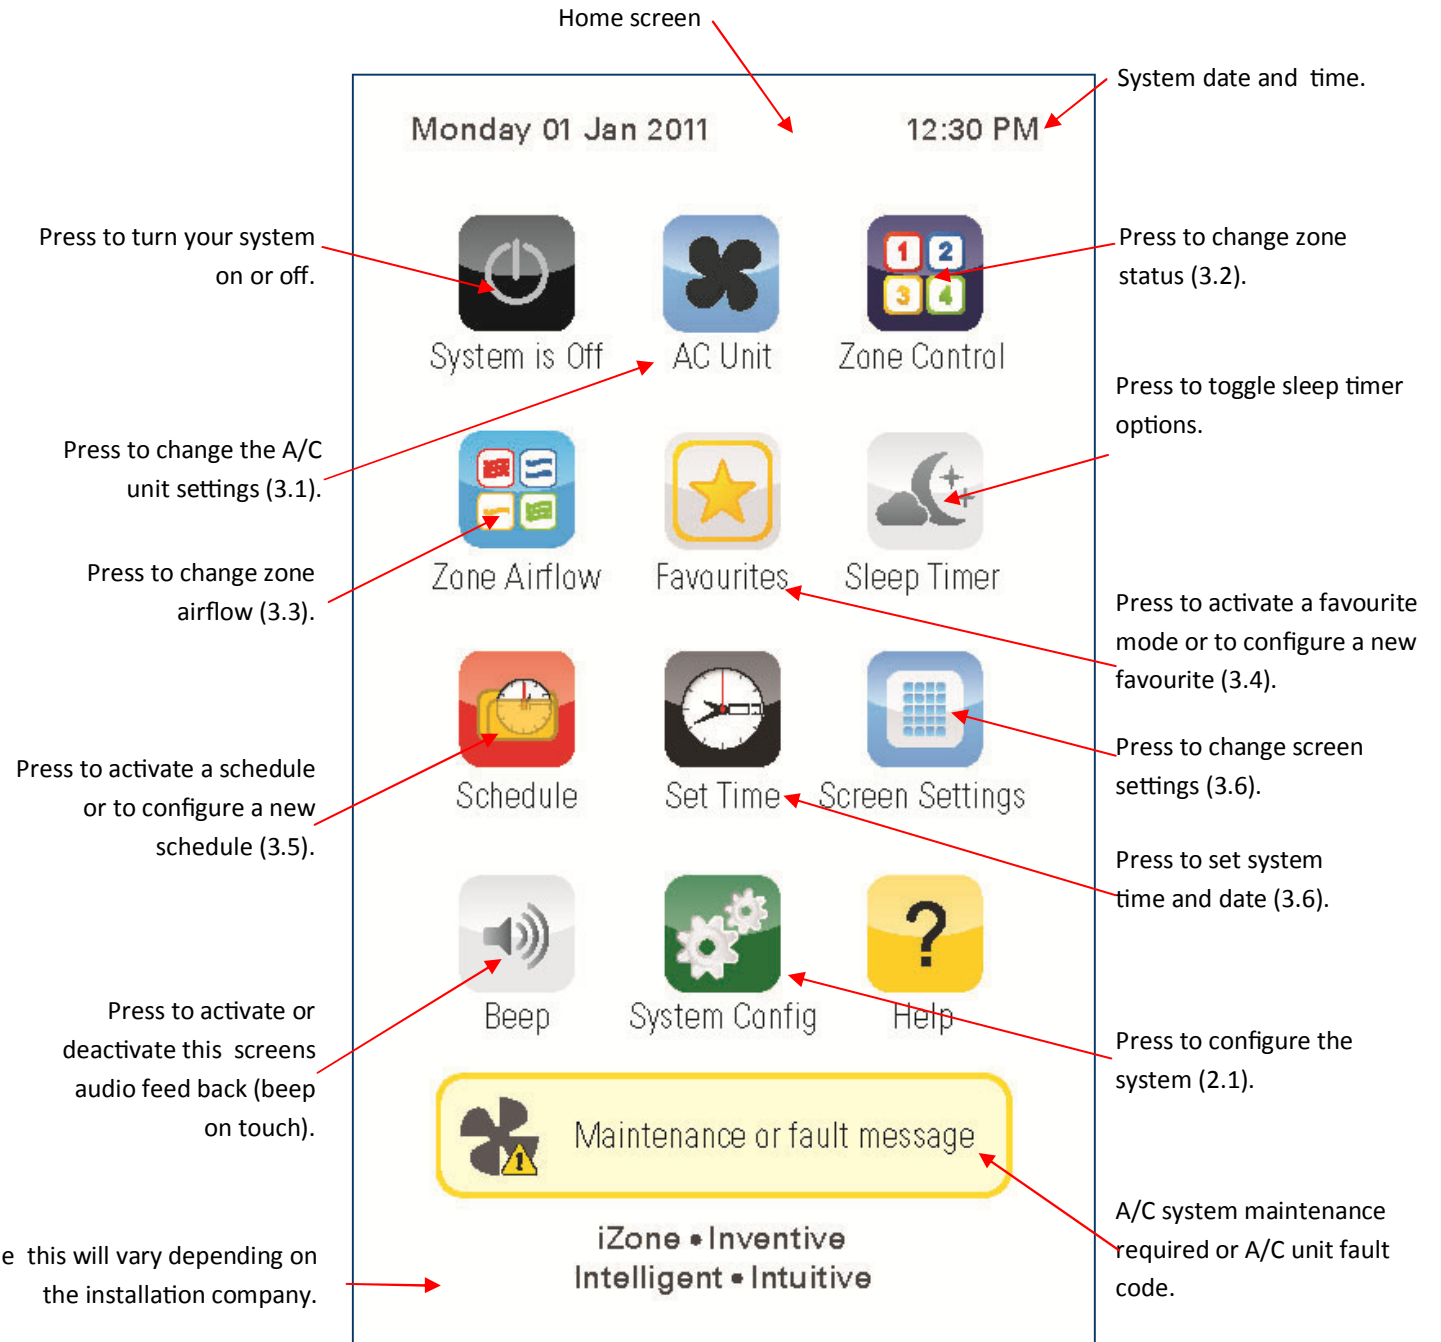 Home screen
System date and time.
Monday 01 Jan 2011
12:30 PM
Press to turn your system
on or off.
1 2
3 4
Press to change zone
status (3.2).
System is Off
AC Unit
Zone Control
Press to change the A/C
unit settings (3.1).
Press to toggle sleep timer
options.
Press to change zone
airflow (3.3).
Zone Airflow
Favourites
Sleep Timer
Press to activate a favourite
mode or to configure a new
favourite (3.4).
Press to activate a schedule
or to configure a new
schedule (3.5).
Schedule
Set Time
Screen Settings
Press to change screen
settings (3.6).
Press to set system
time and date (3.6).
?
Beep
System Config
Help
Press to activate or
deactivate this screens
audio feed back (beep
on touch).
Press to configure the
system (2.1).
!
Maintenance or fault message
A/C system maintenance
required or A/C unit fault
code.
iZone • Inventive
Intelligent • Intuitive
e this will vary depending on
the installation company.